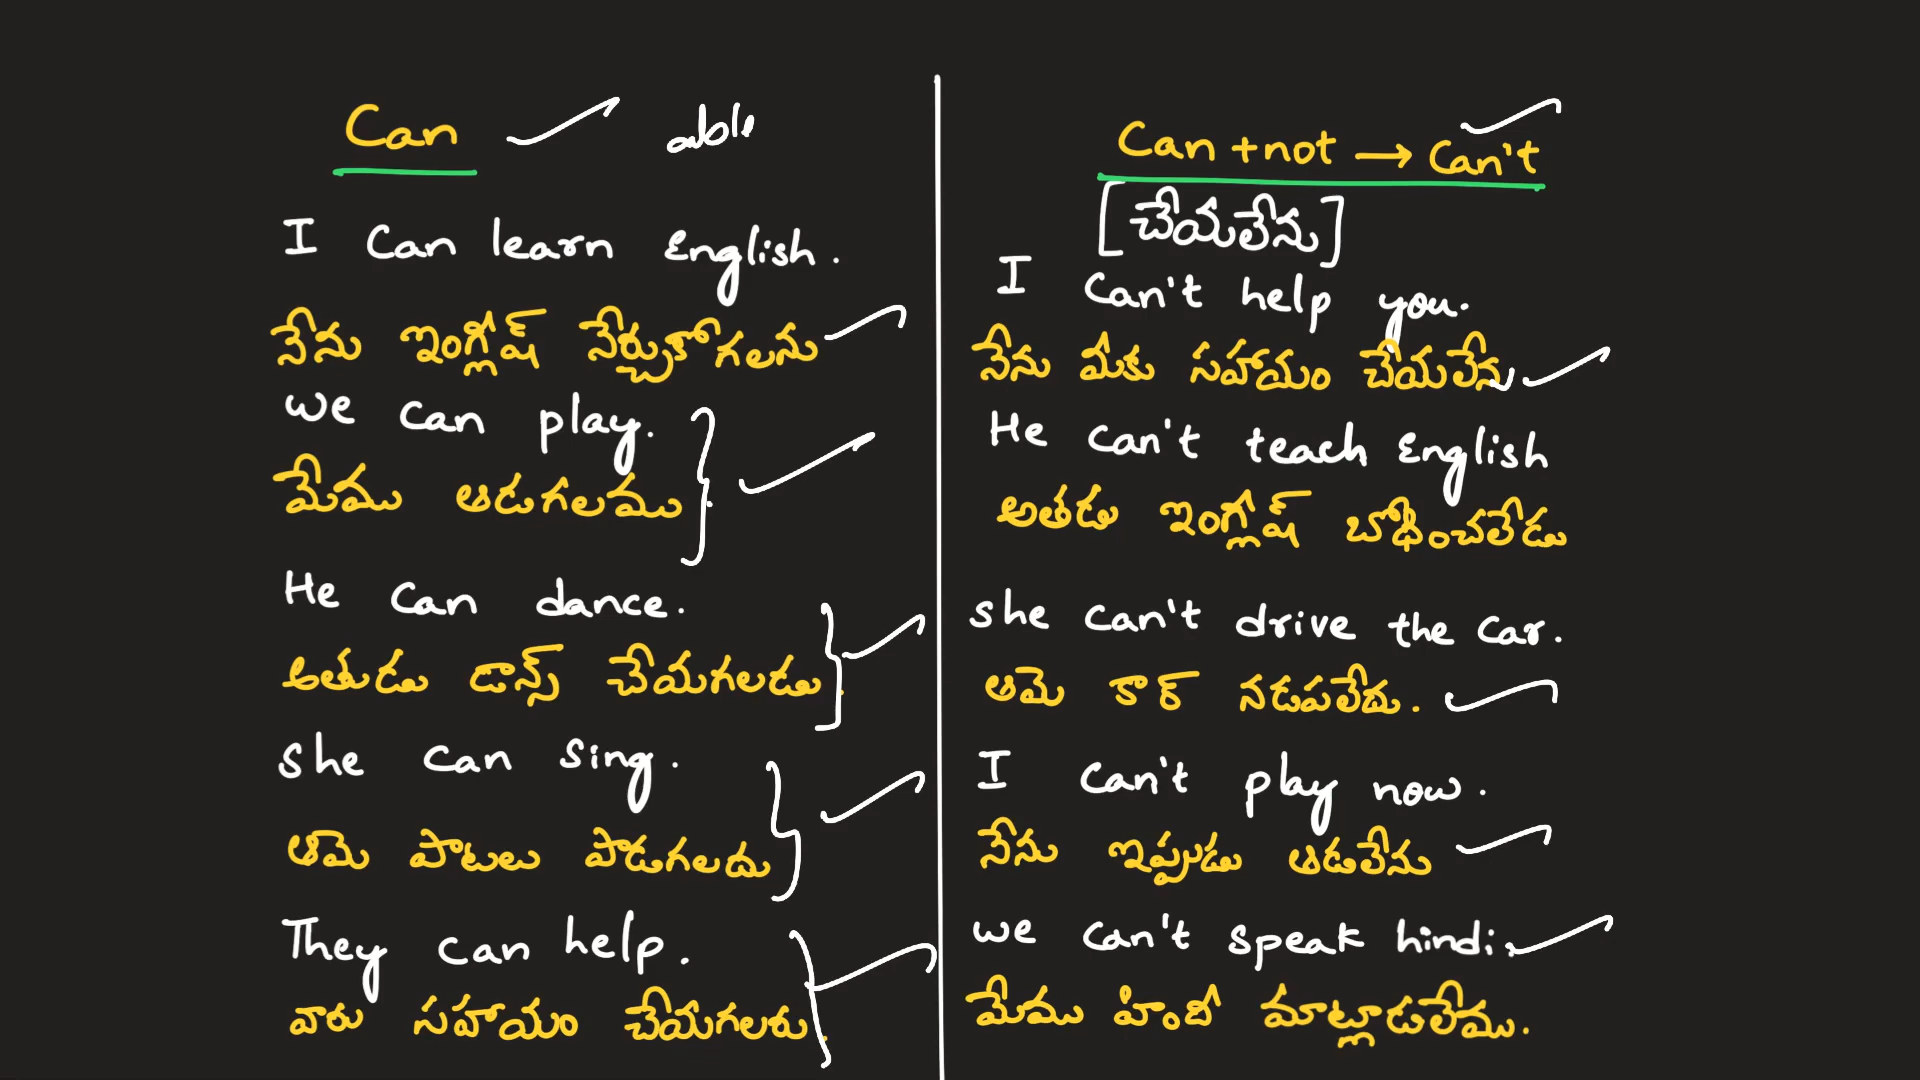 Can able
I Can learn English.
నేను ఇంగ్లీష్ నేర్చుకోగలను
we can play.
మేము ఆడగలము
He Can dance.
అతుడు డాన్స్ చేయగలడు.
She Can Sing.
ఆమె పాటలు పాడగలదు
They can help.
వారు సహాయం చేయగలరు.
Can +not → Can't
[చేయలేను]
I Can't help you.
నేను మీకు సహాయం చేయలేను
He can't teach English
అతడు ఇంగ్లీష్ బోధించలేడు
she can't drive the car.
ఆమె కార్ నడపలేదు.
I Can't play now.
నేను ఇప్పుడు ఆడలేను
we can't speak hindi.
మేము హిందీ మాట్లాడలేము.